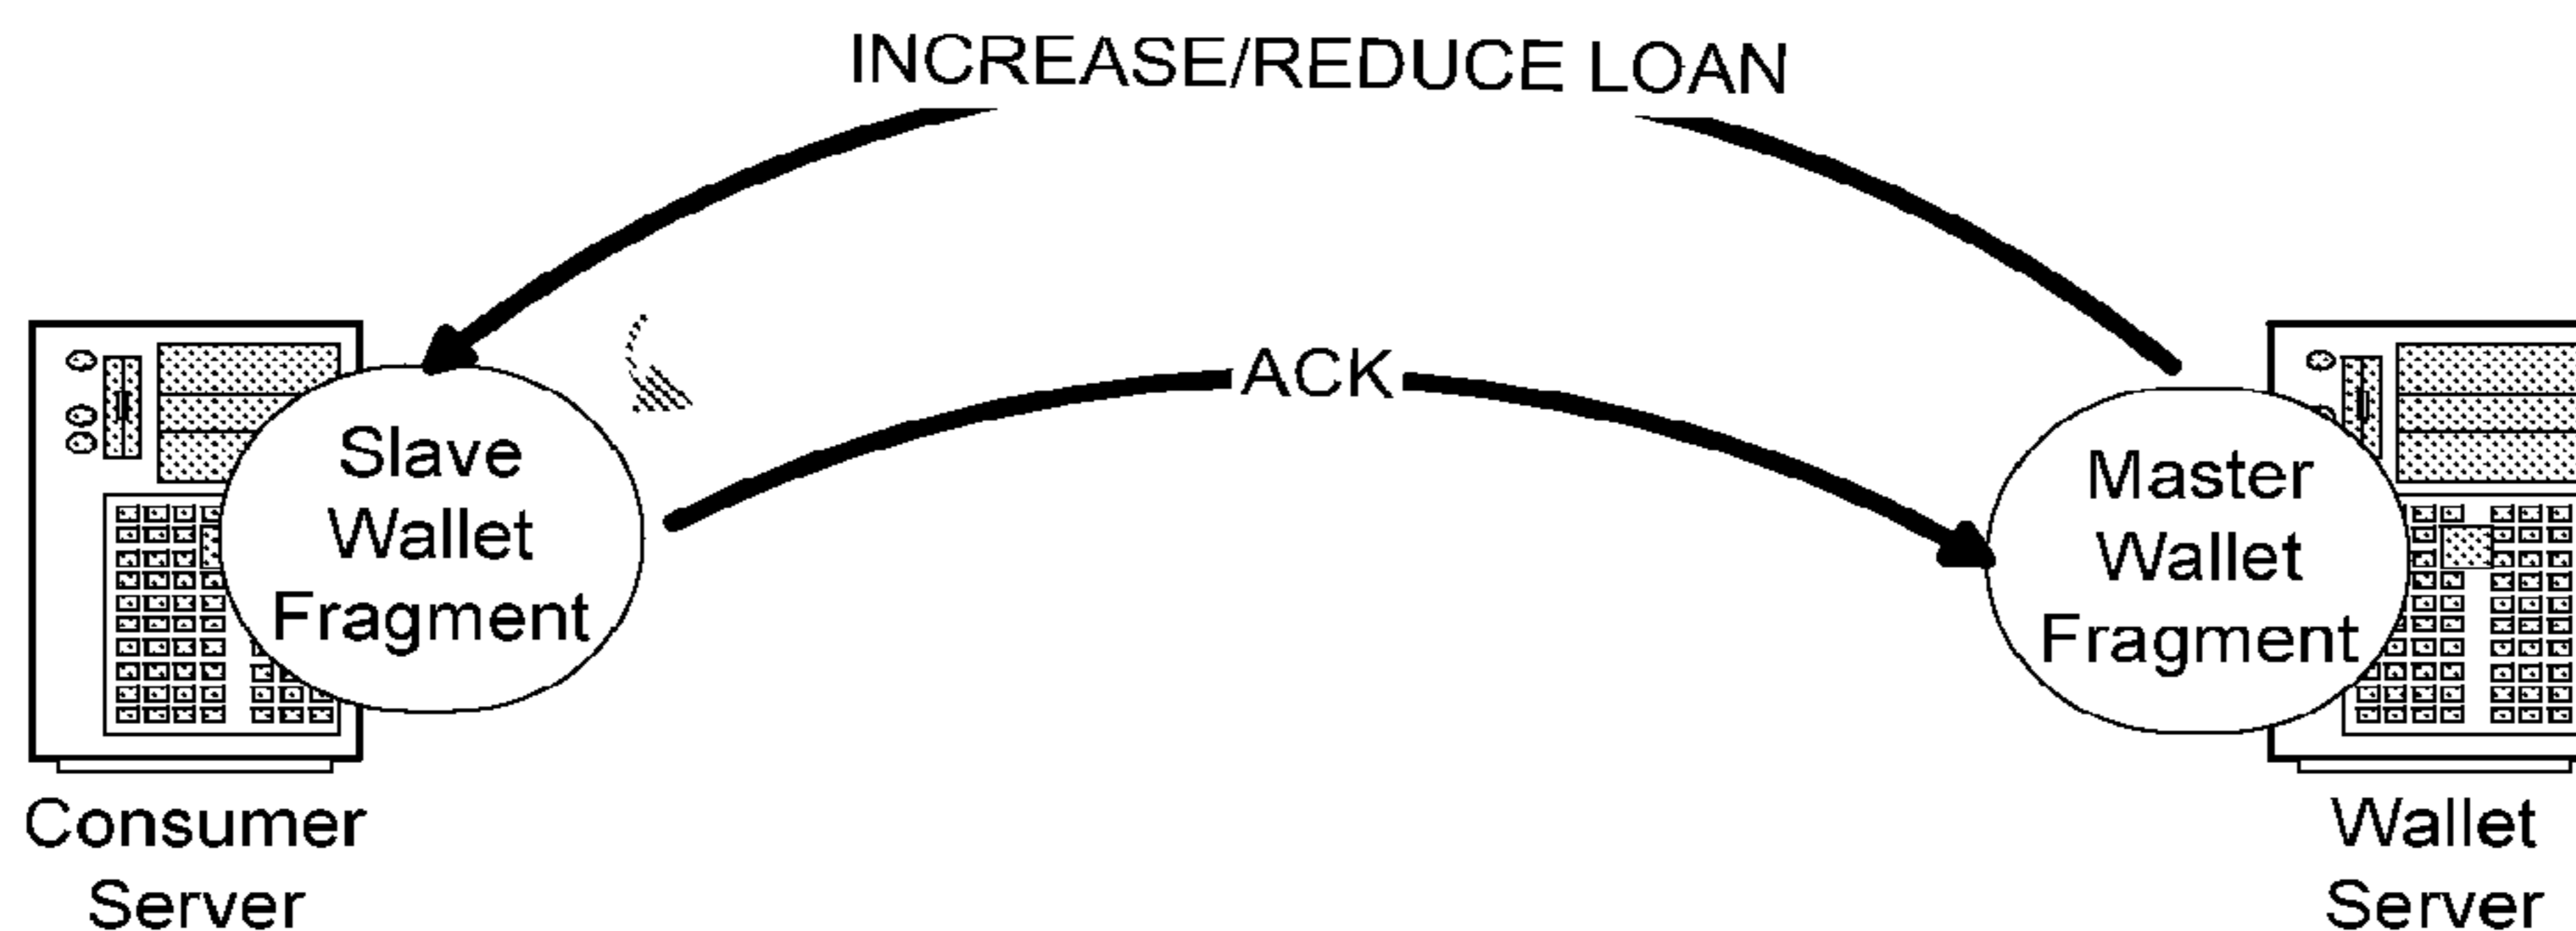 INCREASE/REDUCE LOAN
ACK
Slave
Wallet
Fragment
Master
Wallet
Fragment
Consumer
Server
Wallet
Server